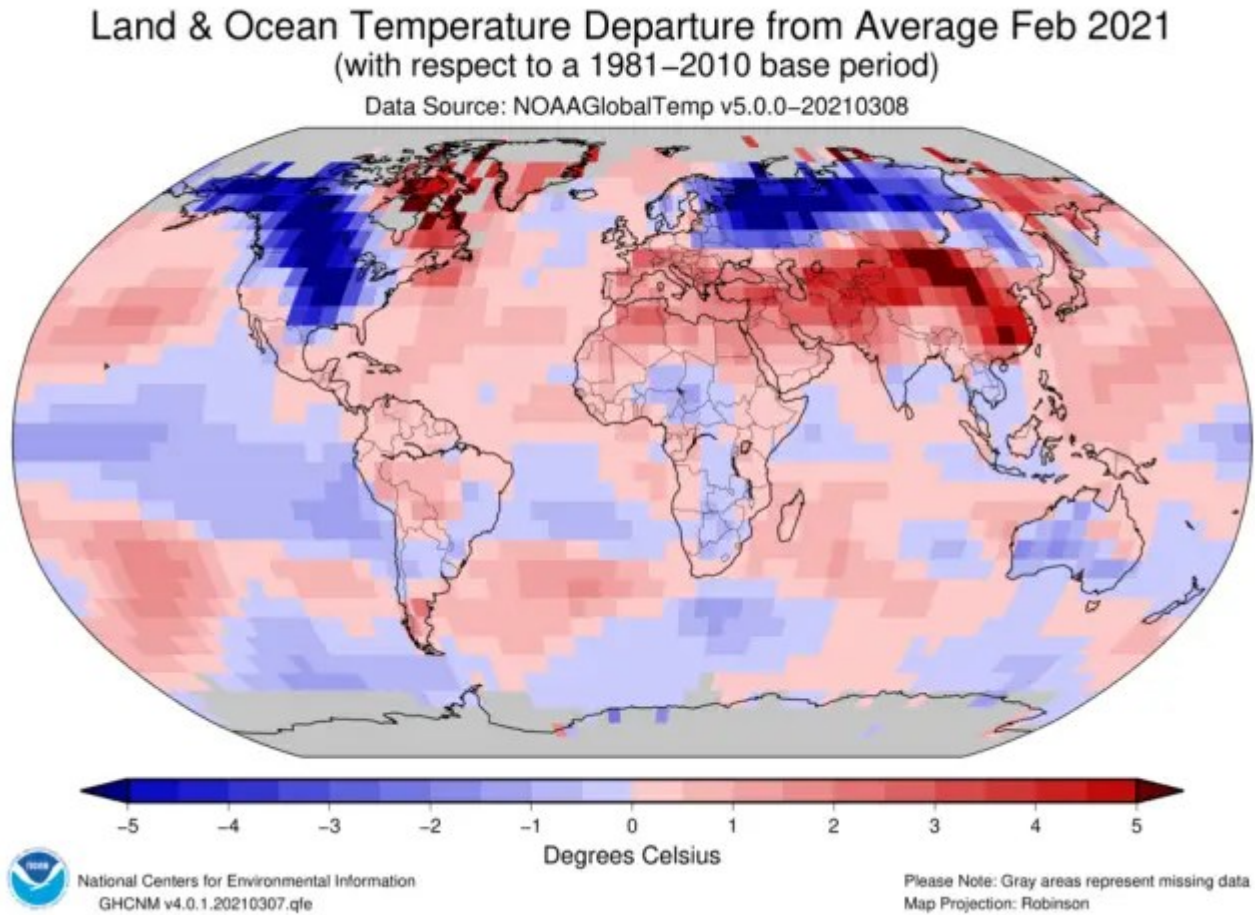 Land & Ocean Temperature Departure from Average Feb 2021
(with respect to a 1981–2010 base period)
Data Source: NOAAGlobalTemp v5.0.0–20210308
−5 −4 −3 −2 −1 0 1 2 3 4 5
Degrees Celsius
noaa
National Centers for Environmental Information
GHCNM v4.0.1.20210307.qfe
Please Note: Gray areas represent missing data
Map Projection: Robinson